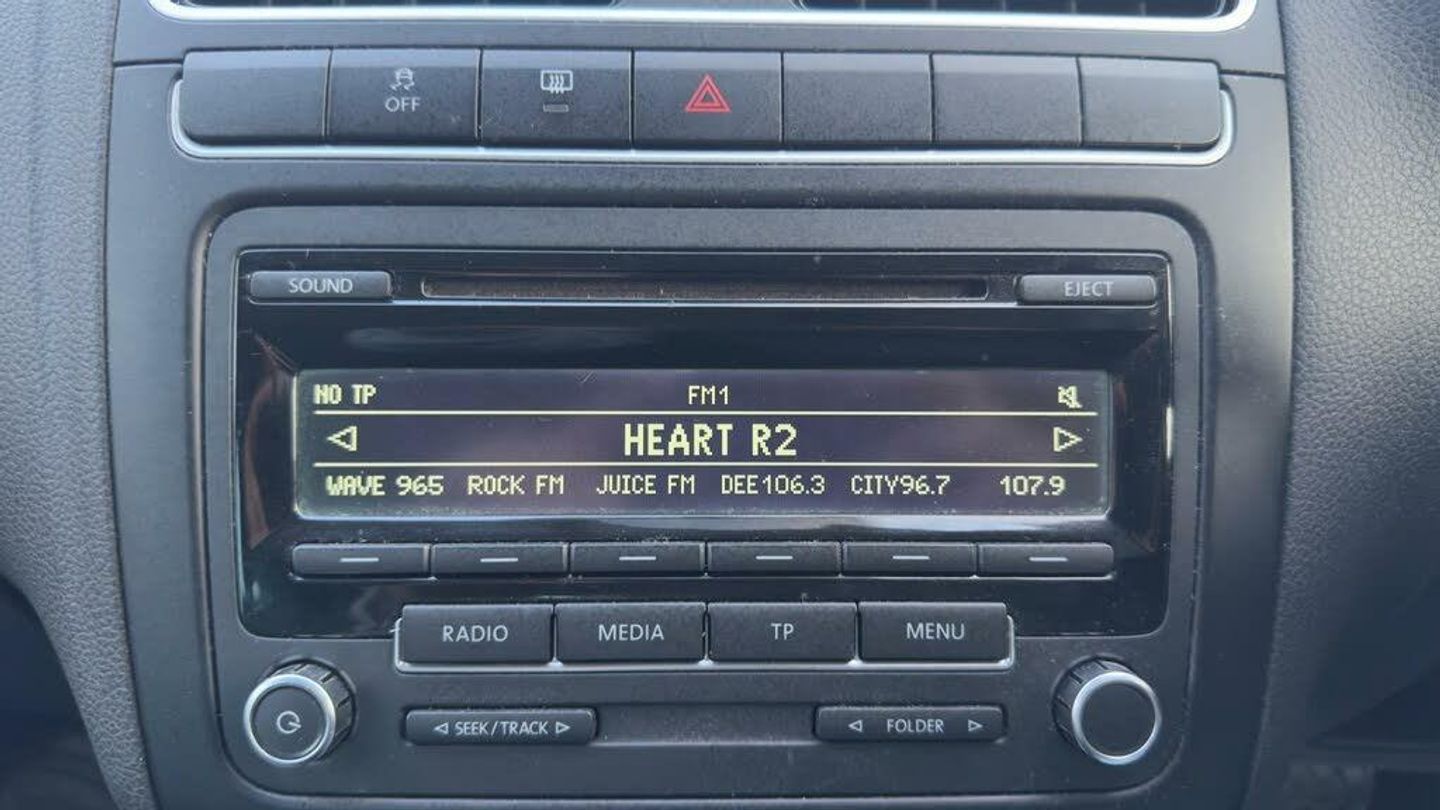 OFF
SOUND EJECT
NO TP FM1
HEART R2
WAVE 965 ROCK FM JUICE FM DEE106.3 CITY96.7 107.9
RADIO MEDIA TP MENU
SEEK/TRACK FOLDER